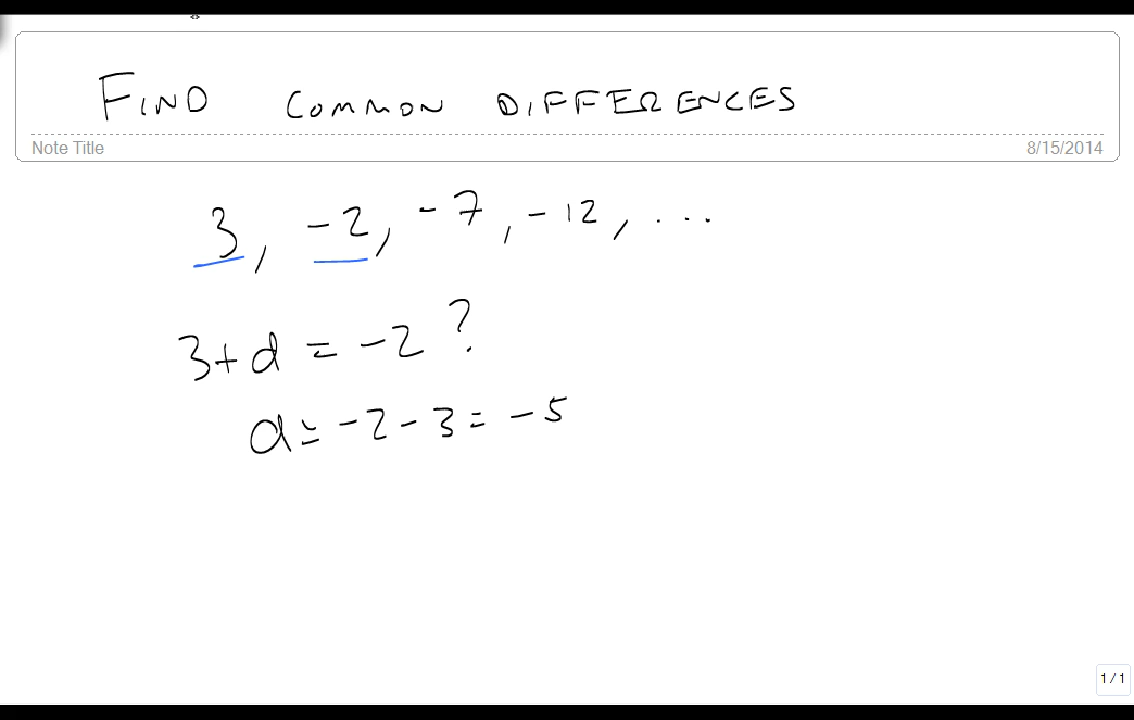 FIND COMMON DIFFERENCES
Note Title
8/15/2014
3, -2, -7, -12, ...
3+d = -2 ?
d = -2 - 3 = -5
1/1